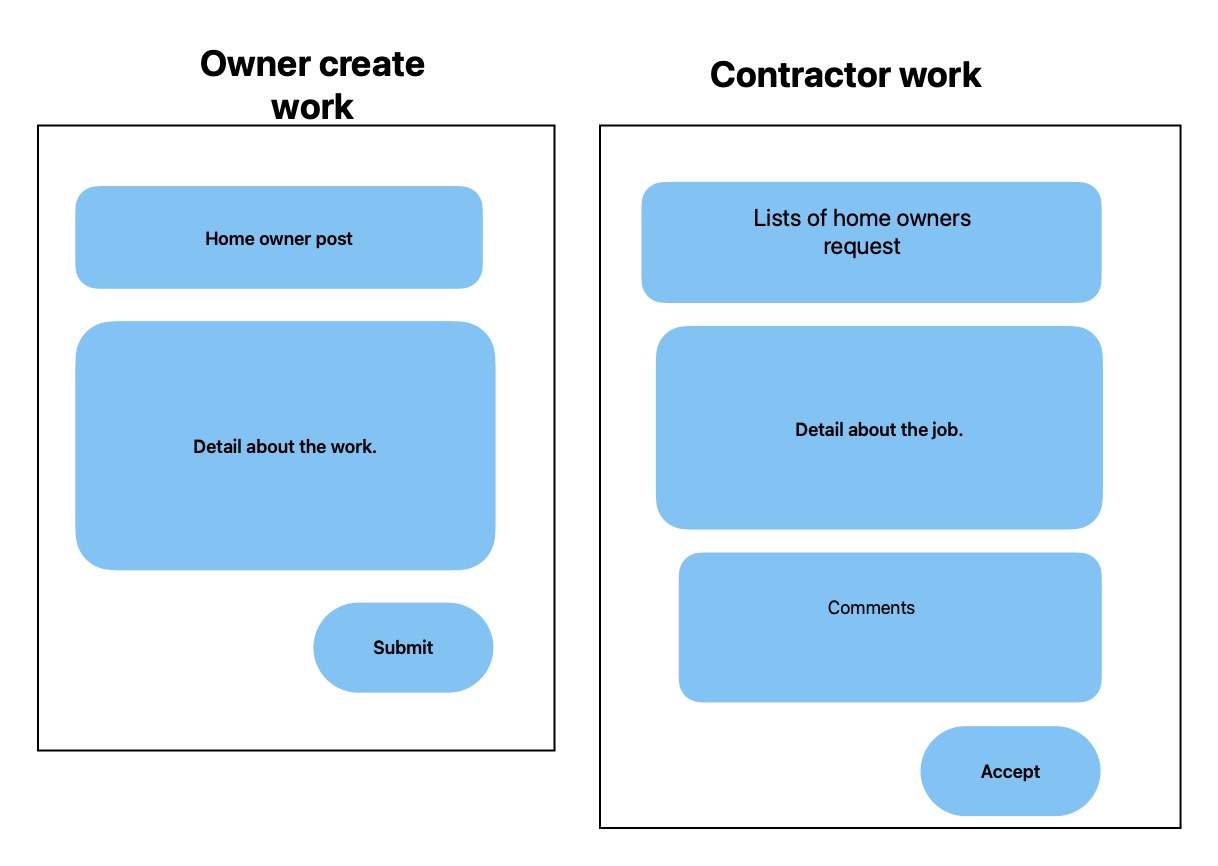 Owner create
work
Home owner post
Detail about the work.
Submit
Contractor work
Lists of home owners
request
Detail about the job.
Comments
Accept